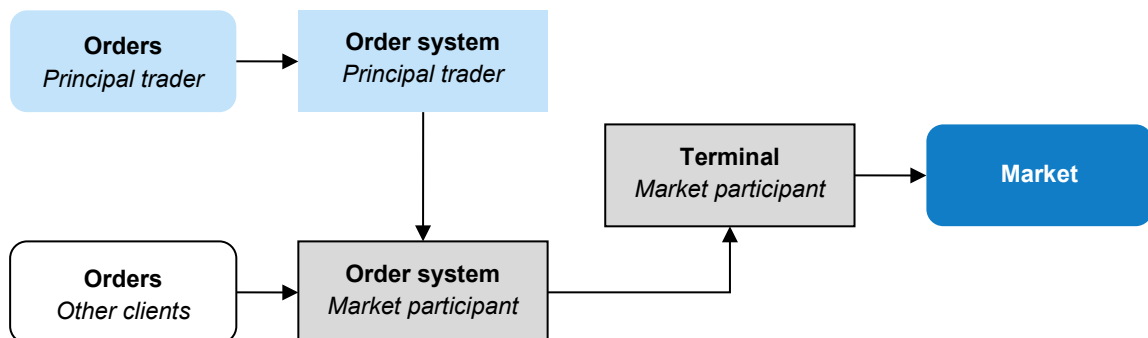 Orders
Principal trader
Order system
Principal trader
Terminal
Market participant
Market
Orders
Other clients
Order system
Market participant